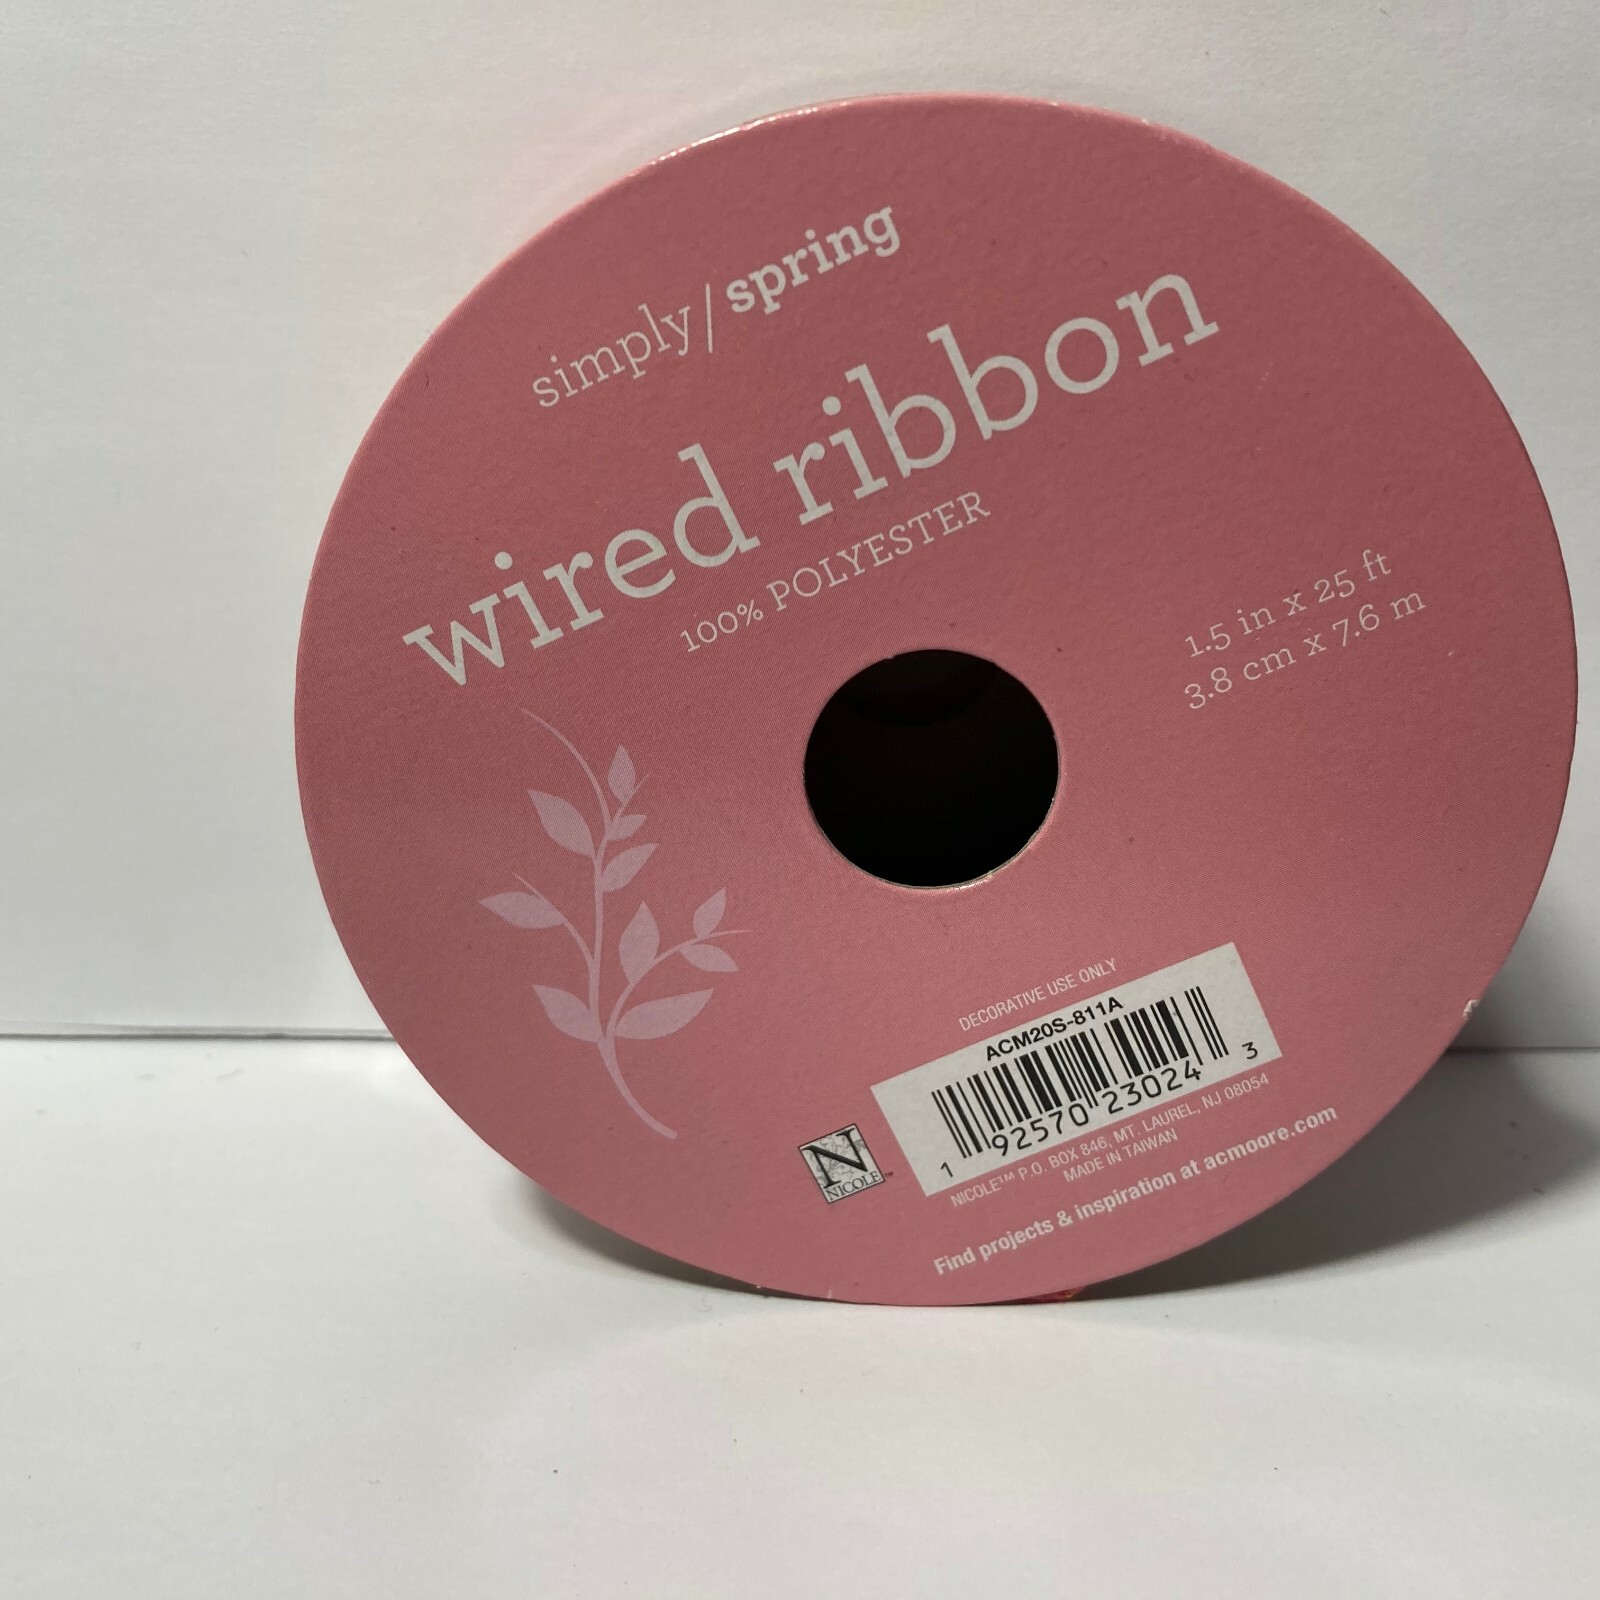 simply/spring
wired ribbon
100% POLYESTER
1.5 in x 25 ft
3.8 cm x 7.6 m
DECORATIVE USE ONLY
ACM20S-811A
1 92570 23024 3
N
NICOLE™
NICOLE™ P.O. BOX 846, MT. LAUREL, NJ 08054
MADE IN TAIWAN
Find projects & inspiration at acmoore.com